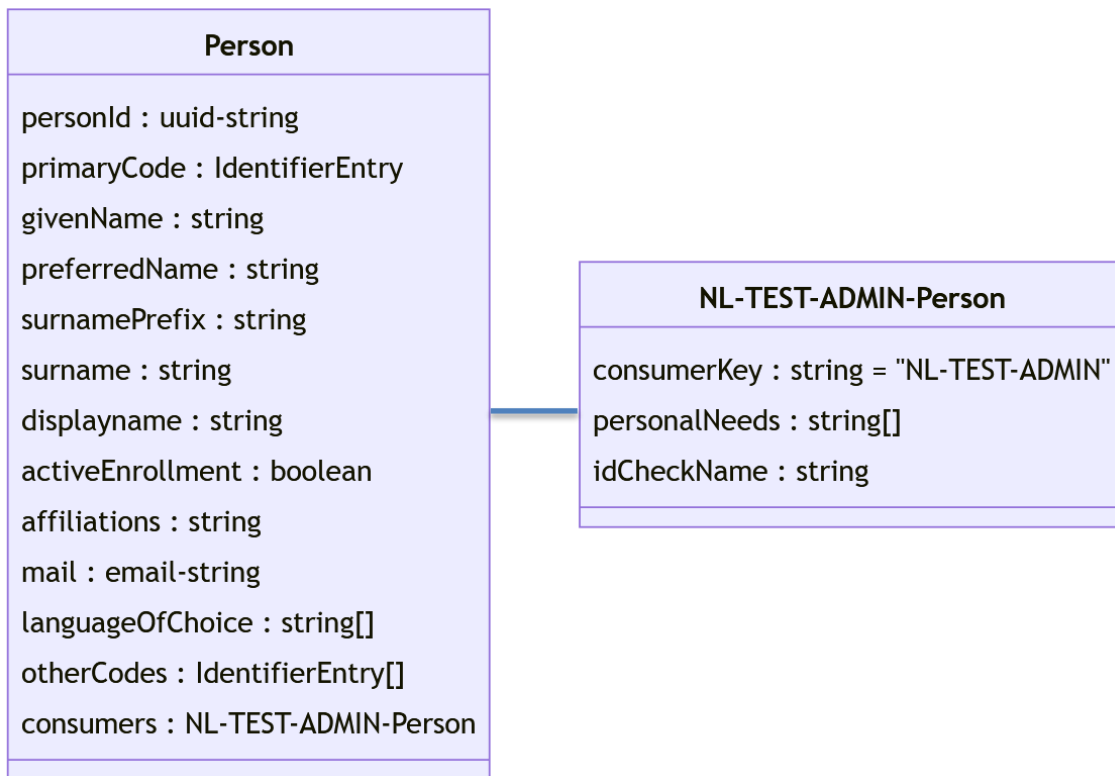 Person
personId : uuid-string
primaryCode : IdentifierEntry
givenName : string
preferredName : string
surnamePrefix : string
surname : string
displayname : string
activeEnrollment : boolean
affiliations : string
mail : email-string
languageOfChoice : string[]
otherCodes : IdentifierEntry[]
consumers : NL-TEST-ADMIN-Person
NL-TEST-ADMIN-Person
consumerKey : string = "NL-TEST-ADMIN"
personalNeeds : string[]
idCheckName : string